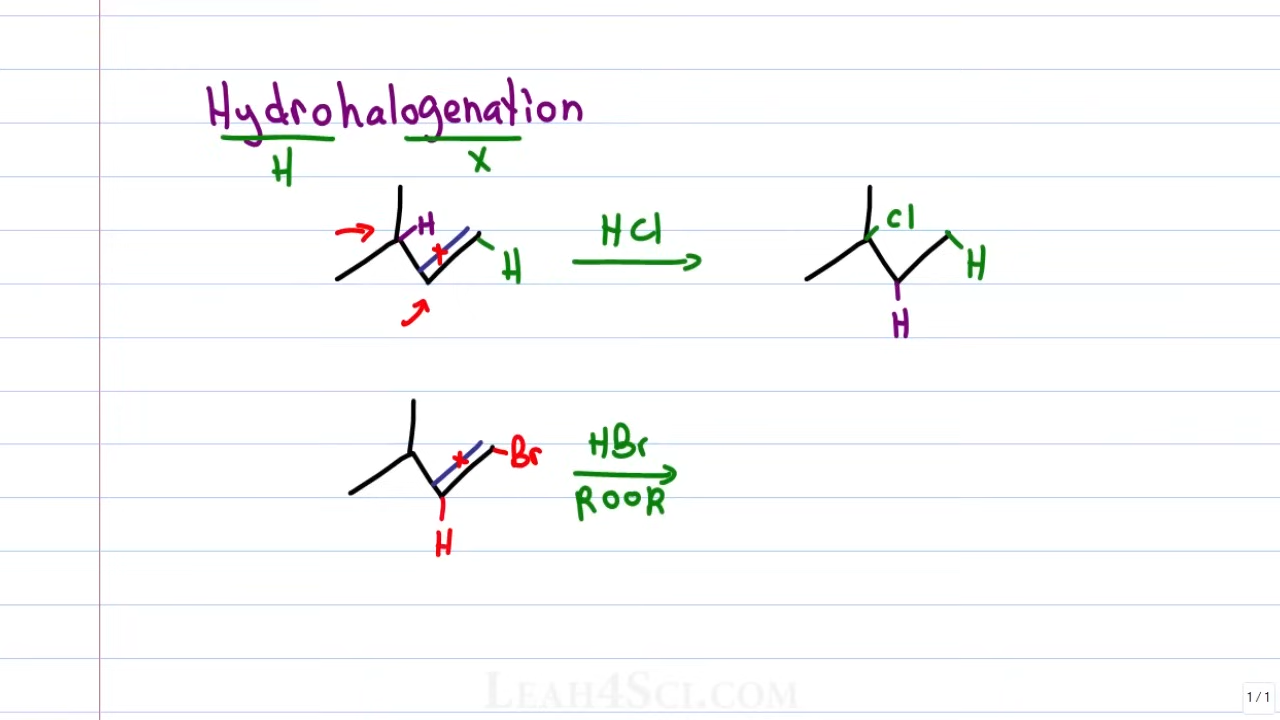 Hydrohalogenation
H X
H H HCl Cl H
H
Br HBr
ROOR
H
LEAH4SCI.COM
1/1